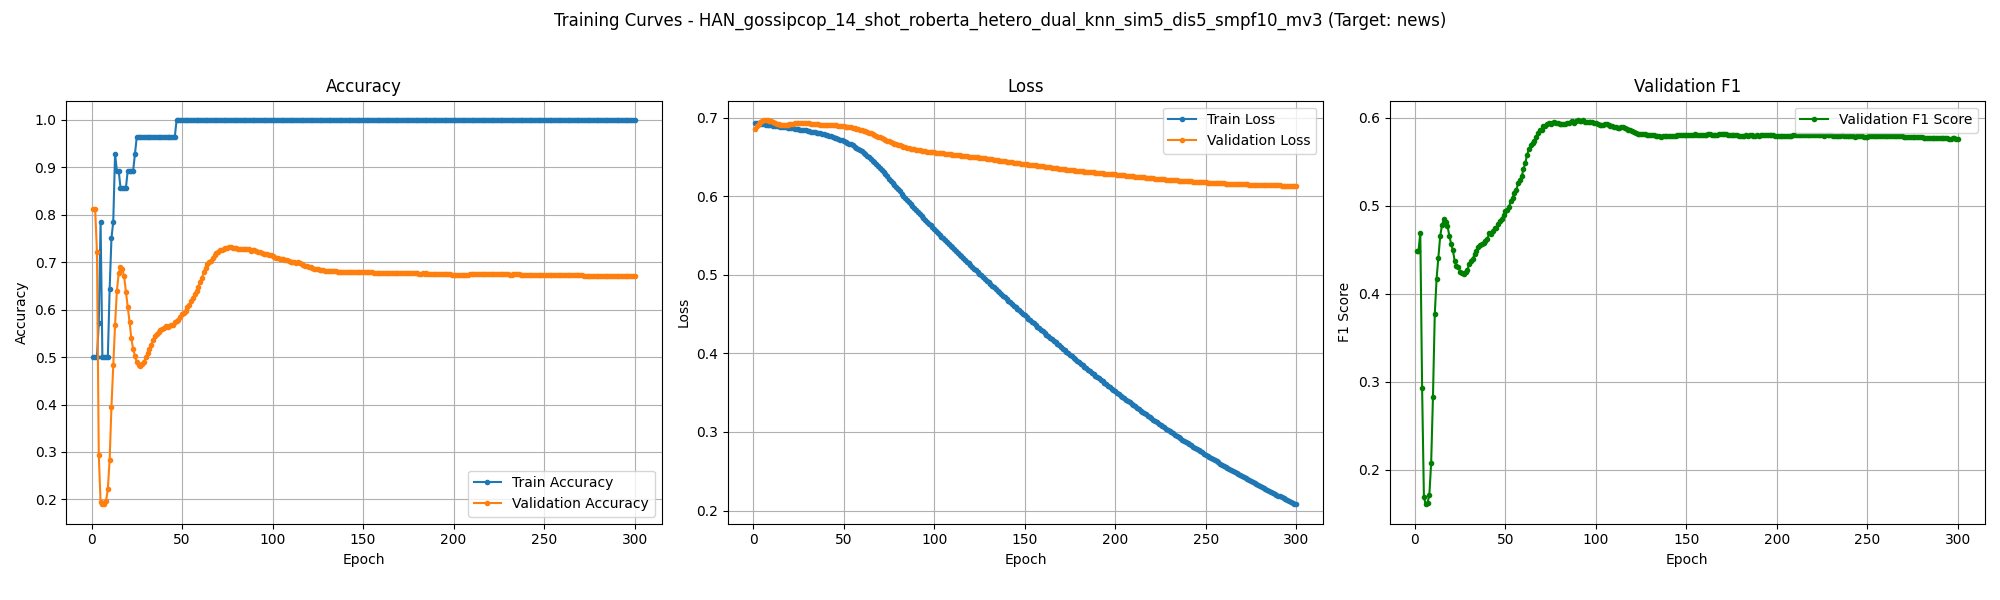 Training Curves - HAN_gossipcop_14_shot_roberta_hetero_dual_knn_sim5_dis5_smpf10_mv3 (Target: news)
Accuracy
1.0
0.9
0.8
0.7
0.6
0.5
0.4
0.3
0.2
Accuracy
Train Accuracy
Validation Accuracy
0 50 100 150 200 250 300
Epoch
Loss
0.7
0.6
0.5
0.4
0.3
0.2
Loss
Train Loss
Validation Loss
0 50 100 150 200 250 300
Epoch
Validation F1
0.6
0.5
0.4
0.3
0.2
F1 Score
Validation F1 Score
0 50 100 150 200 250 300
Epoch